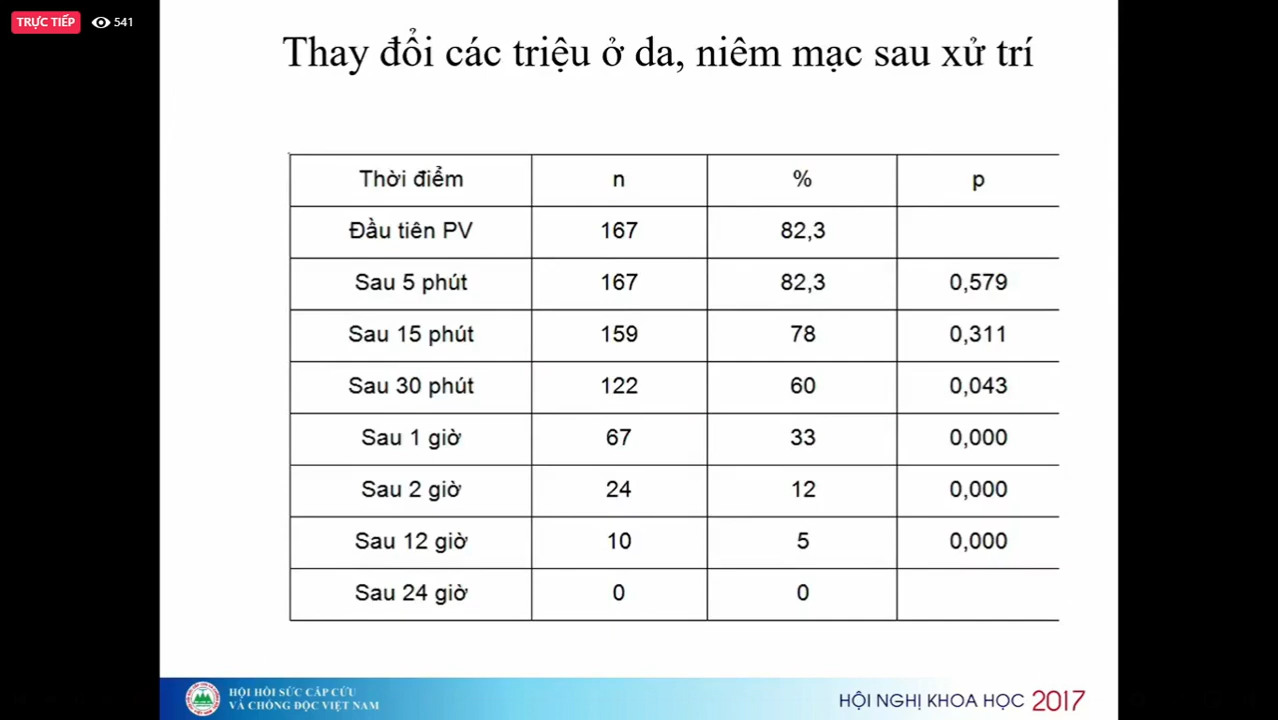 TRỰC TIẾP 541
Thay đổi các triệu ở da, niêm mạc sau xử trí
Thời điểm n % p
Đầu tiên PV 167 82,3
Sau 5 phút 167 82,3 0,579
Sau 15 phút 159 78 0,311
Sau 30 phút 122 60 0,043
Sau 1 giờ 67 33 0,000
Sau 2 giờ 24 12 0,000
Sau 12 giờ 10 5 0,000
Sau 24 giờ 0 0
HỘI HỒI SỨC CẤP CỨU
VÀ CHỐNG ĐỘC VIỆT NAM
HỘI NGHỊ KHOA HỌC 2017